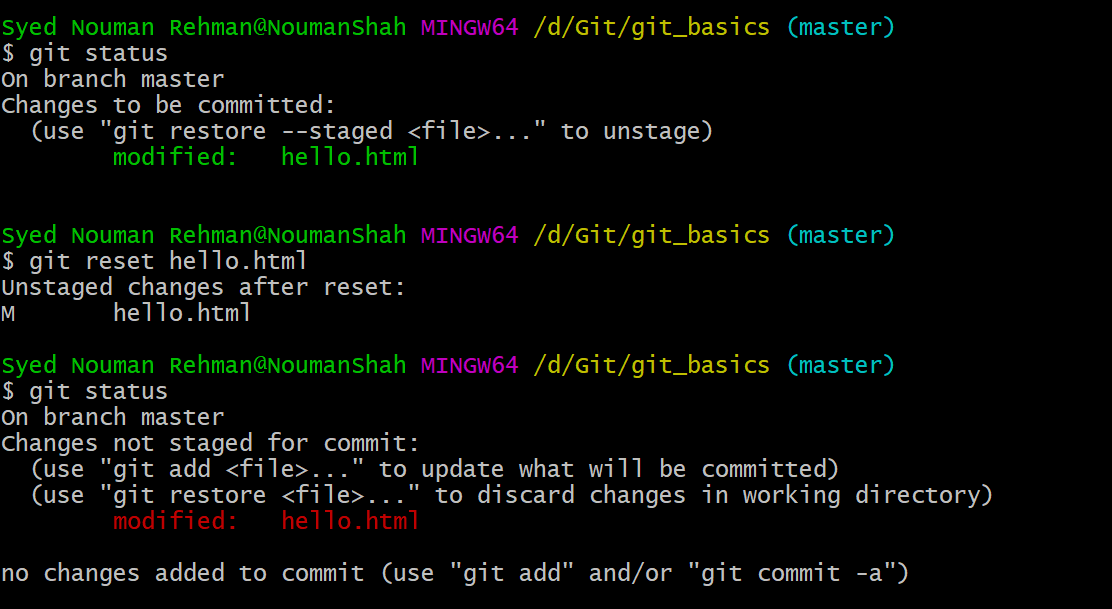 Syed Nouman Rehman@NoumanShah MINGW64 /d/Git/git_basics (master)
$ git status
On branch master
Changes to be committed:
  (use "git restore --staged <file>..." to unstage)
        modified:   hello.html

Syed Nouman Rehman@NoumanShah MINGW64 /d/Git/git_basics (master)
$ git reset hello.html
Unstaged changes after reset:
M       hello.html

Syed Nouman Rehman@NoumanShah MINGW64 /d/Git/git_basics (master)
$ git status
On branch master
Changes not staged for commit:
  (use "git add <file>..." to update what will be committed)
  (use "git restore <file>..." to discard changes in working directory)
        modified:   hello.html

no changes added to commit (use "git add" and/or "git commit -a")